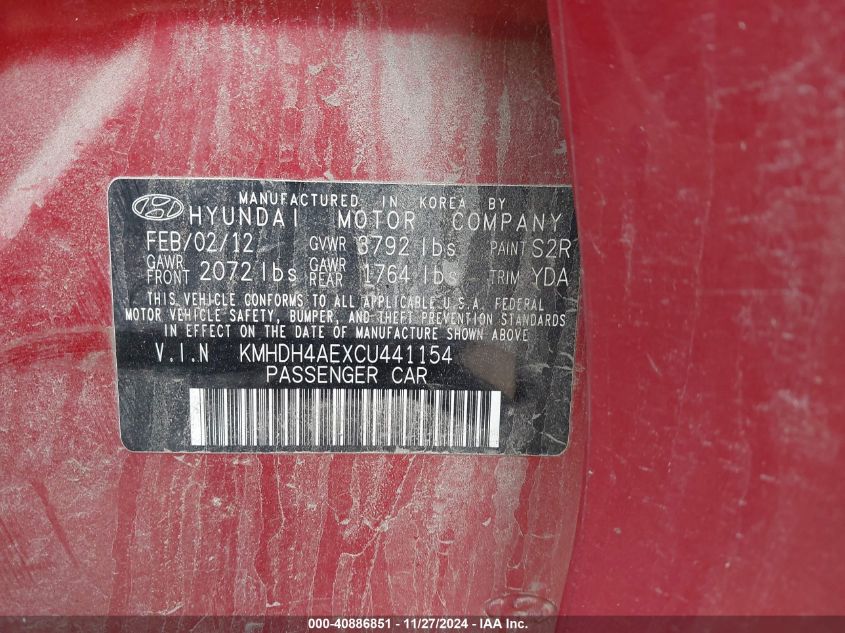 MANUFACTURED IN KOREA BY
HYUNDAI MOTOR COMPANY
FEB/02/12 GVWR 3792 lbs PAINT S2R
GAWR FRONT 2072 lbs GAWR REAR 1764 lbs TRIM YDA
THIS VEHICLE CONFORMS TO ALL APPLICABLE U.S.A. FEDERAL
MOTOR VEHICLE SAFETY, BUMPER, AND THEFT PREVENTION STANDARDS
IN EFFECT ON THE DATE OF MANUFACTURE SHOWN ABOVE
V.I.N KMHDH4AEXCU441154
PASSENGER CAR
000-40886851 - 11/27/2024 - IAA Inc.